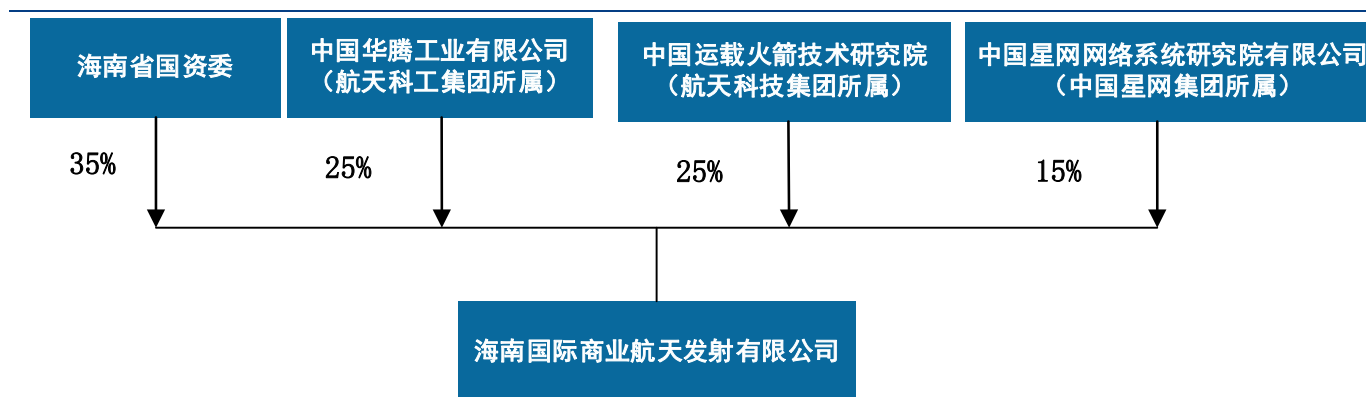 海南省国资委
中国华腾工业有限公司
（航天科工集团所属）
中国运载火箭技术研究院
（航天科技集团所属）
中国星网网络系统研究院有限公司
（中国星网集团所属）
35%
25%
25%
15%
海南国际商业航天发射有限公司